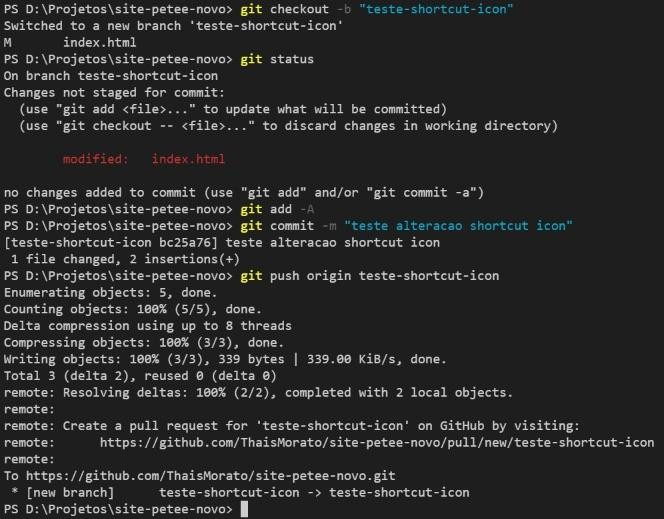 PS D:\Projetos\site-petee-novo> git checkout -b "teste-shortcut-icon"
Switched to a new branch 'teste-shortcut-icon'
M       index.html
PS D:\Projetos\site-petee-novo> git status
On branch teste-shortcut-icon
Changes not staged for commit:
  (use "git add <file>..." to update what will be committed)
  (use "git checkout -- <file>..." to discard changes in working directory)
        modified:   index.html
no changes added to commit (use "git add" and/or "git commit -a")
PS D:\Projetos\site-petee-novo> git add -A
PS D:\Projetos\site-petee-novo> git commit -m "teste alteracao shortcut icon"
[teste-shortcut-icon bc25a76] teste alteracao shortcut icon
 1 file changed, 2 insertions(+)
PS D:\Projetos\site-petee-novo> git push origin teste-shortcut-icon
Enumerating objects: 5, done.
Counting objects: 100% (5/5), done.
Delta compression using up to 8 threads
Compressing objects: 100% (3/3), done.
Writing objects: 100% (3/3), 339 bytes | 339.00 KiB/s, done.
Total 3 (delta 2), reused 0 (delta 0)
remote: Resolving deltas: 100% (2/2), completed with 2 local objects.
remote:
remote: Create a pull request for 'teste-shortcut-icon' on GitHub by visiting:
remote:      https://github.com/ThaisMorato/site-petee-novo/pull/new/teste-shortcut-icon
remote:
To https://github.com/ThaisMorato/site-petee-novo.git
 * [new branch]      teste-shortcut-icon -> teste-shortcut-icon
PS D:\Projetos\site-petee-novo>